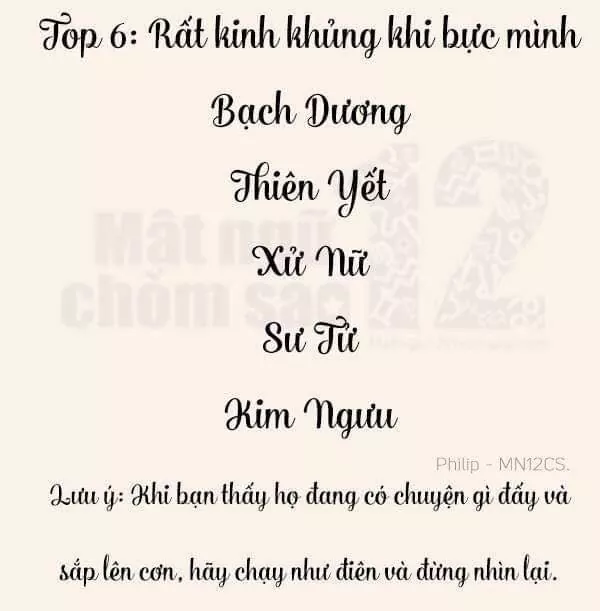 Top 6: Rất kinh khủng khi bực mình
Bạch Dương
Thiên Yết
Mật ngữ 12
chòm sao
Xử Nữ
Sư Tử
Kim Ngưu
Philip - MN12CS.
Lưu ý: Khi bạn thấy họ đang có chuyện gì đấy và
sắp lên cơn, hãy chạy như điên và đừng nhìn lại.